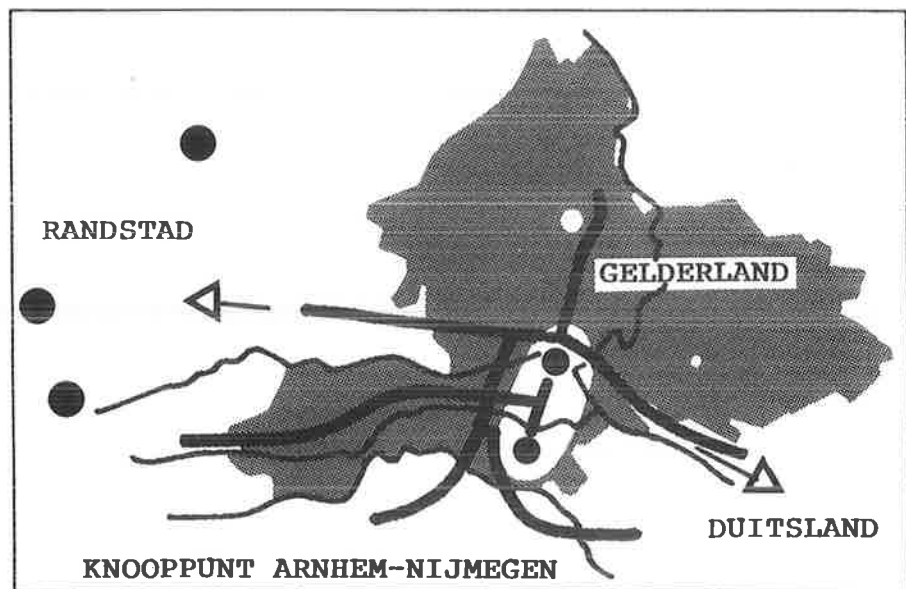 RANDSTAD
GELDERLAND
DUITSLAND
KNOOPPUNT ARNHEM-NIJMEGEN